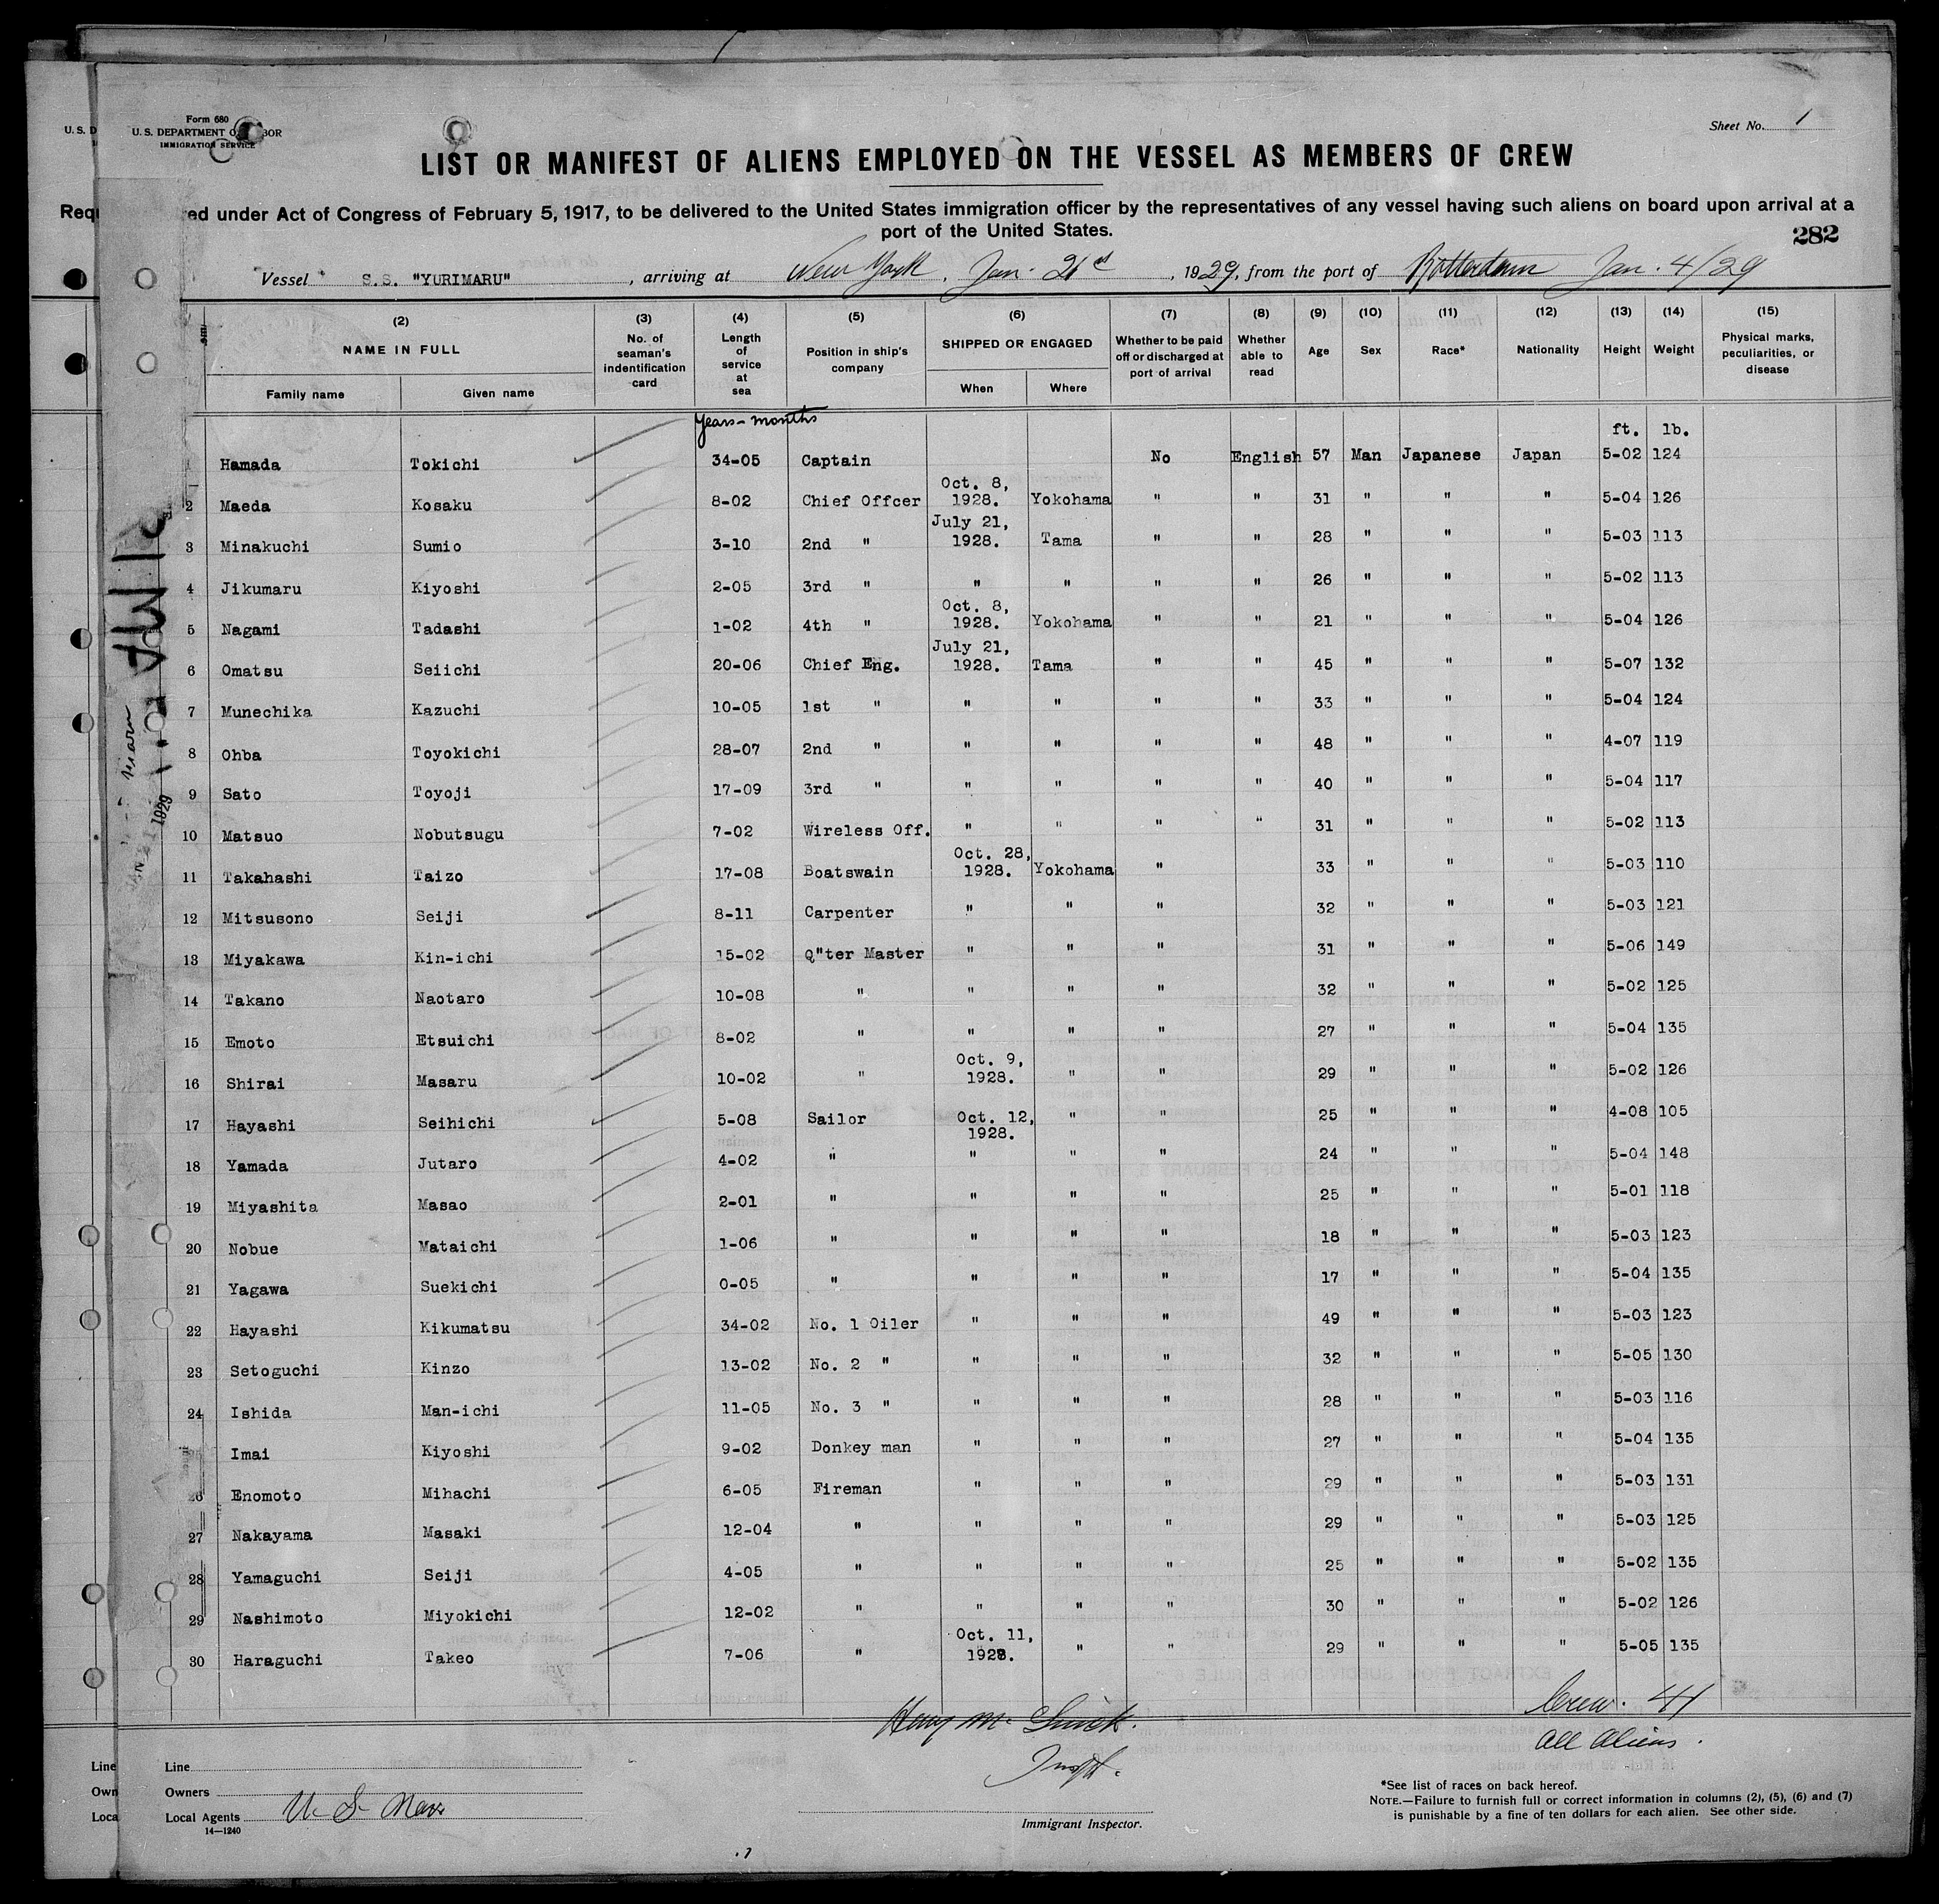 Form 680
U. S. DEPARTMENT O BOR
IMMIGRATION SERVICE
U. S. D
Sheet No. 1
LIST OR MANIFEST OF ALIENS EMPLOYED ON THE VESSEL AS MEMBERS OF CREW
Requ ed under Act of Congress of February 5, 1917, to be delivered to the United States immigration officer by the representatives of any vessel having such aliens on board upon arrival at a
port of the United States.
282
Vessel S.S. "YURIMARU", arriving at New York, Jan. 21st, 1929, from the port of Rotterdam Jan. 4/29
(2) (3) (4) (5) (6) (7) (8) (9) (10) (11) (12) (13) (14) (15)
NAME IN FULL No. of seaman's indentification card Length of service at sea Position in ship's company SHIPPED OR ENGAGED Whether to be paid off or discharged at port of arrival Whether able to read Age Sex Race* Nationality Height Weight Physical marks, peculiarities, or disease
Family name Given name When Where
Years-months ft. lb.
1 Hamada Tokichi 34-05 Captain No English 57 Man Japanese Japan 5-02 124
2 Maeda Kosaku 8-02 Chief Offcer Oct. 8, 1928. Yokohama " " 31 " " " 5-04 126
3 Minakuchi Sumio 3-10 2nd " July 21, 1928. Tama " " 28 " " " 5-03 113
4 Jikumaru Kiyoshi 2-05 3rd " " " " " 26 " " " 5-02 113
5 Nagami Tadashi 1-02 4th " Oct. 8, 1928. Yokohama " " 21 " " " 5-04 126
6 Omatsu Seiichi 20-06 Chief Eng. July 21, 1928. Tama " " 45 " " " 5-07 132
7 Munechika Kazuchi 10-05 1st " " " " " 33 " " " 5-04 124
8 Ohba Toyokichi 28-07 2nd " " " " " 48 " " " 4-07 119
9 Sato Toyoji 17-09 3rd " " " " " 40 " " " 5-04 117
10 Matsuo Nobutsugu 7-02 Wireless Off. " " " " 31 " " " 5-02 113
11 Takahashi Taizo 17-08 Boatswain Oct. 28, 1928. Yokohama " 33 " " " 5-03 110
12 Mitsusono Seiji 8-11 Carpenter " " " 32 " " " 5-03 121
13 Miyakawa Kin-ichi 15-02 Q"ter Master " " " 31 " " " 5-06 149
14 Takano Naotaro 10-08 " " " " 32 " " " 5-02 125
15 Emoto Etsuichi 8-02 " " " " 27 " " " 5-04 135
16 Shirai Masaru 10-02 " Oct. 9, 1928. " " 29 " " " 5-02 126
17 Hayashi Seihichi 5-08 Sailor Oct. 12, 1928. " " 25 " " " 4-08 105
18 Yamada Jutaro 4-02 " " " " 24 " " " 5-04 148
19 Miyashita Masao 2-01 " " " " 25 " " " 5-01 118
20 Nobue Mataichi 1-06 " " " " 18 " " " 5-03 123
21 Yagawa Suekichi 0-05 " " " " 17 " " " 5-04 135
22 Hayashi Kikumatsu 34-02 No. 1 Oiler " " " 49 " " " 5-03 123
23 Setoguchi Kinzo 13-02 No. 2 " " " " 32 " " " 5-05 130
24 Ishida Man-ichi 11-05 No. 3 " " " " 28 " " " 5-03 116
Imai Kiyoshi 9-02 Donkey man " " " 27 " " " 5-04 135
26 Enomoto Mihachi 6-05 Fireman " " " 29 " " " 5-03 131
27 Nakayama Masaki 12-04 " " " " 29 " " " 5-03 125
28 Yamaguchi Seiji 4-05 " " " " 25 " " " 5-02 135
29 Nashimoto Miyokichi 12-02 " " " " 30 " " " 5-02 126
30 Haraguchi Takeo 7-06 " Oct. 11, 1928. " " 29 " " " 5-05 135
Crew. 41
All Aliens.
Line Line
Own Owners
Loca Local Agents U. S. Nav
14—1240
Immigrant Inspector.
*See list of races on back hereof.
NOTE.—Failure to furnish full or correct information in columns (2), (5), (6) and (7)
is punishable by a fine of ten dollars for each alien. See other side.
1929